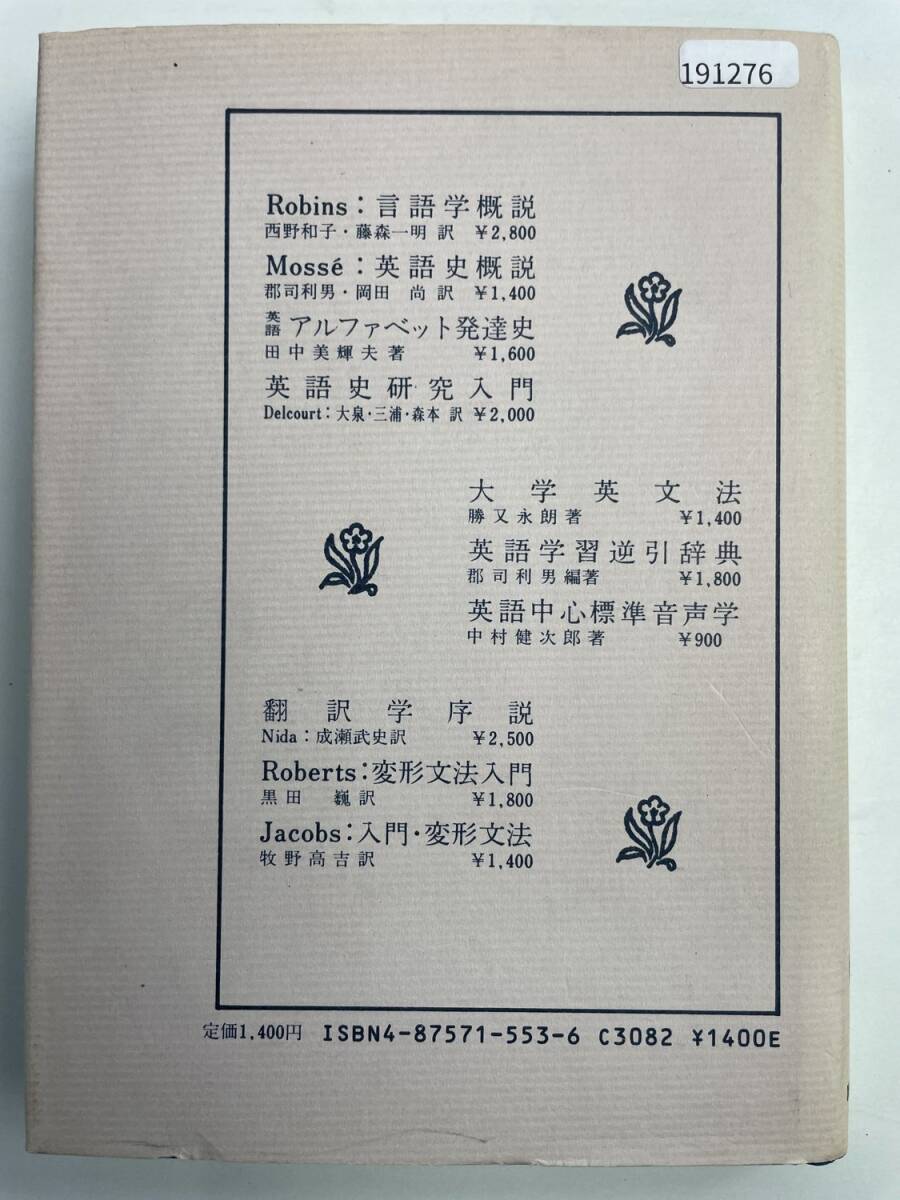 191276
Robins：言語学概説
西野和子・藤森一明 訳 ¥2,800
Mossé：英語史概説
郡司利男・岡田 尚 訳 ¥1,400
英語 アルファベット発達史
田中美輝夫著 ¥1,600
英語史研究入門
Delcourt：大泉・三浦・森本 訳 ¥2,000
大学英文法
勝又永朗著 ¥1,400
英語学習逆引辞典
郡司利男編著 ¥1,800
英語中心標準音声学
中村健次郎著 ¥900
翻訳学序説
Nida：成瀬武史訳 ¥2,500
Roberts：変形文法入門
黒田 巍訳 ¥1,800
Jacobs：入門・変形文法
牧野高吉訳 ¥1,400
定価1,400円 ISBN4-87571-553-6 C3082 ¥1400E